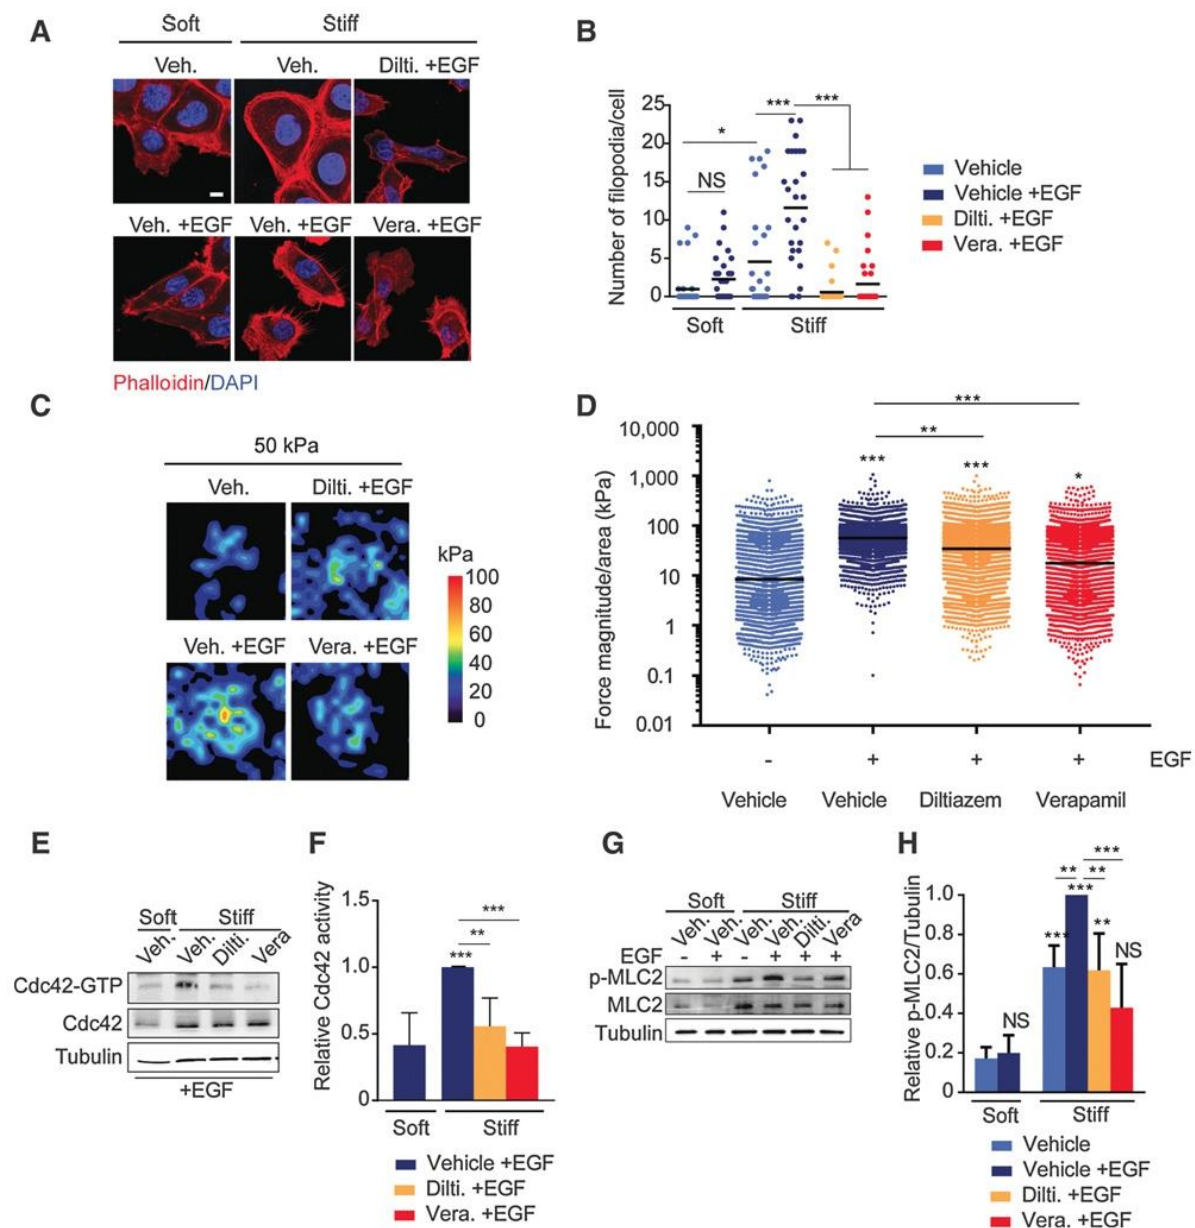 A
Soft Stiff
Veh. Veh. Dilti. +EGF
Veh. +EGF Veh. +EGF Vera. +EGF
Phalloidin/DAPI
B
Number of filopodia/cell
25
20
15
10
5
0
NS * *** ***
Soft Stiff
Vehicle
Vehicle +EGF
Dilti. +EGF
Vera. +EGF
C
50 kPa
Veh. Dilti. +EGF
Veh. +EGF Vera. +EGF
kPa
100
80
60
40
20
0
D
Force magnitude/area (kPa)
10,000
1,000
100
10
1
0.1
0.01
***
**
*** *** *
- + + + EGF
Vehicle Vehicle Diltiazem Verapamil
E
Soft Stiff
Veh. Veh. Dilti. Vera
Cdc42-GTP
Cdc42
Tubulin
+EGF
F
Relative Cdc42 activity
1.5
1.0
0.5
0
***
**
***
Soft Stiff
Vehicle +EGF
Dilti. +EGF
Vera. +EGF
G
Soft Stiff
Veh. Veh. Veh. Veh. Dilti. Vera
EGF - + - + + +
p-MLC2
MLC2
Tubulin
H
Relative p-MLC2/Tubulin
1.0
0.8
0.6
0.4
0.2
0
***
** **
***
*** ** NS
NS
Soft Stiff
Vehicle
Vehicle +EGF
Dilti. +EGF
Vera. +EGF